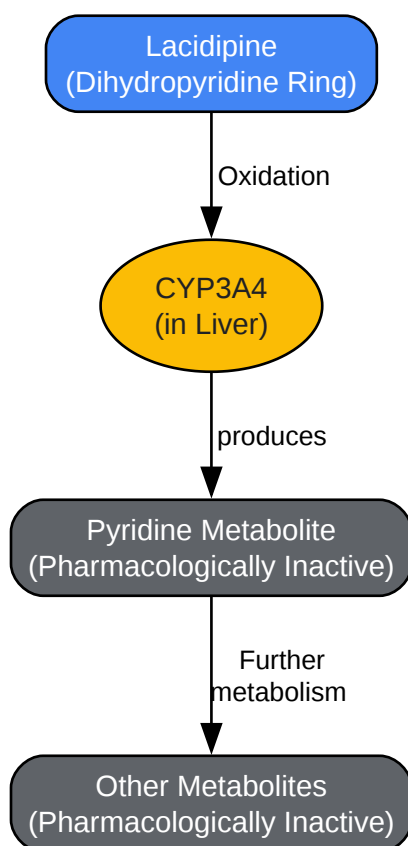 Lacidipine
(Dihydropyridine Ring)
Oxidation
CYP3A4
(in Liver)
produces
Pyridine Metabolite
(Pharmacologically Inactive)
Further
metabolism
Other Metabolites
(Pharmacologically Inactive)